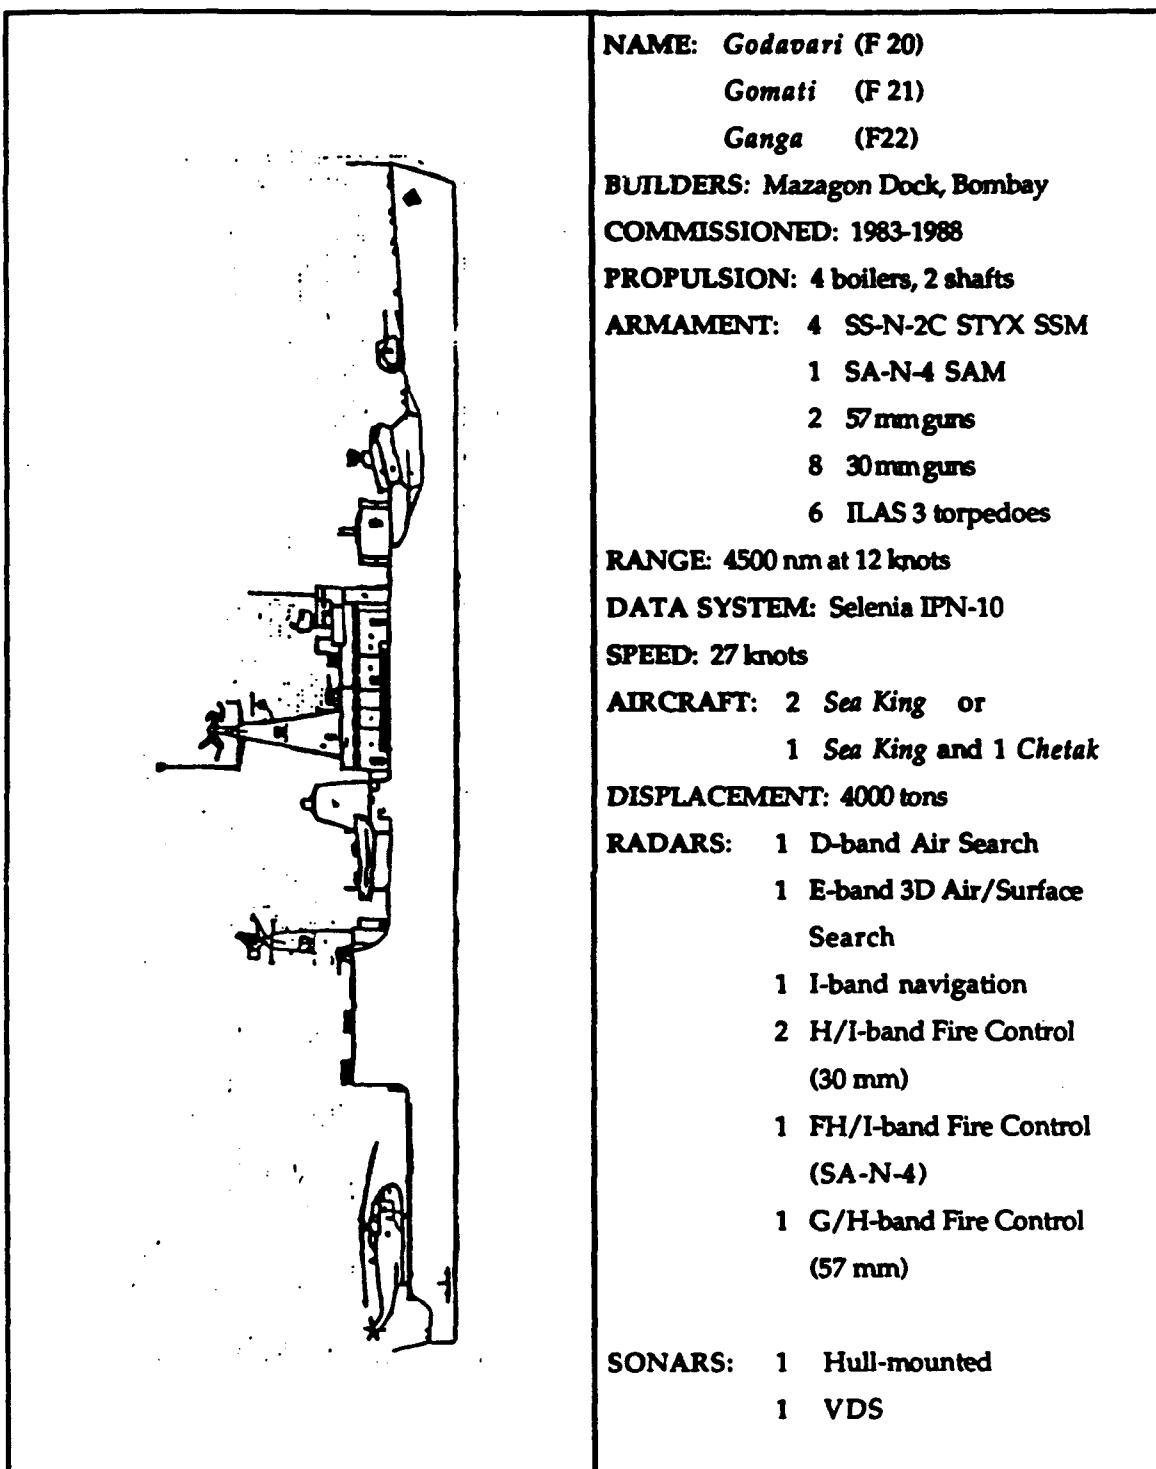 NAME: Godavari (F 20)
Gomati (F 21)
Ganga (F22)
BUILDERS: Mazagon Dock, Bombay
COMMISSIONED: 1983-1988
PROPULSION: 4 boilers, 2 shafts
ARMAMENT: 4 SS-N-2C STYX SSM
1 SA-N-4 SAM
2 57 mm guns
8 30 mm guns
6 ILAS 3 torpedoes
RANGE: 4500 nm at 12 knots
DATA SYSTEM: Selenia IPN-10
SPEED: 27 knots
AIRCRAFT: 2 Sea King or
1 Sea King and 1 Chetak
DISPLACEMENT: 4000 tons
RADARS: 1 D-band Air Search
1 E-band 3D Air/Surface
Search
1 I-band navigation
2 H/I-band Fire Control
(30 mm)
1 FH/I-band Fire Control
(SA-N-4)
1 G/H-band Fire Control
(57 mm)
SONARS: 1 Hull-mounted
1 VDS